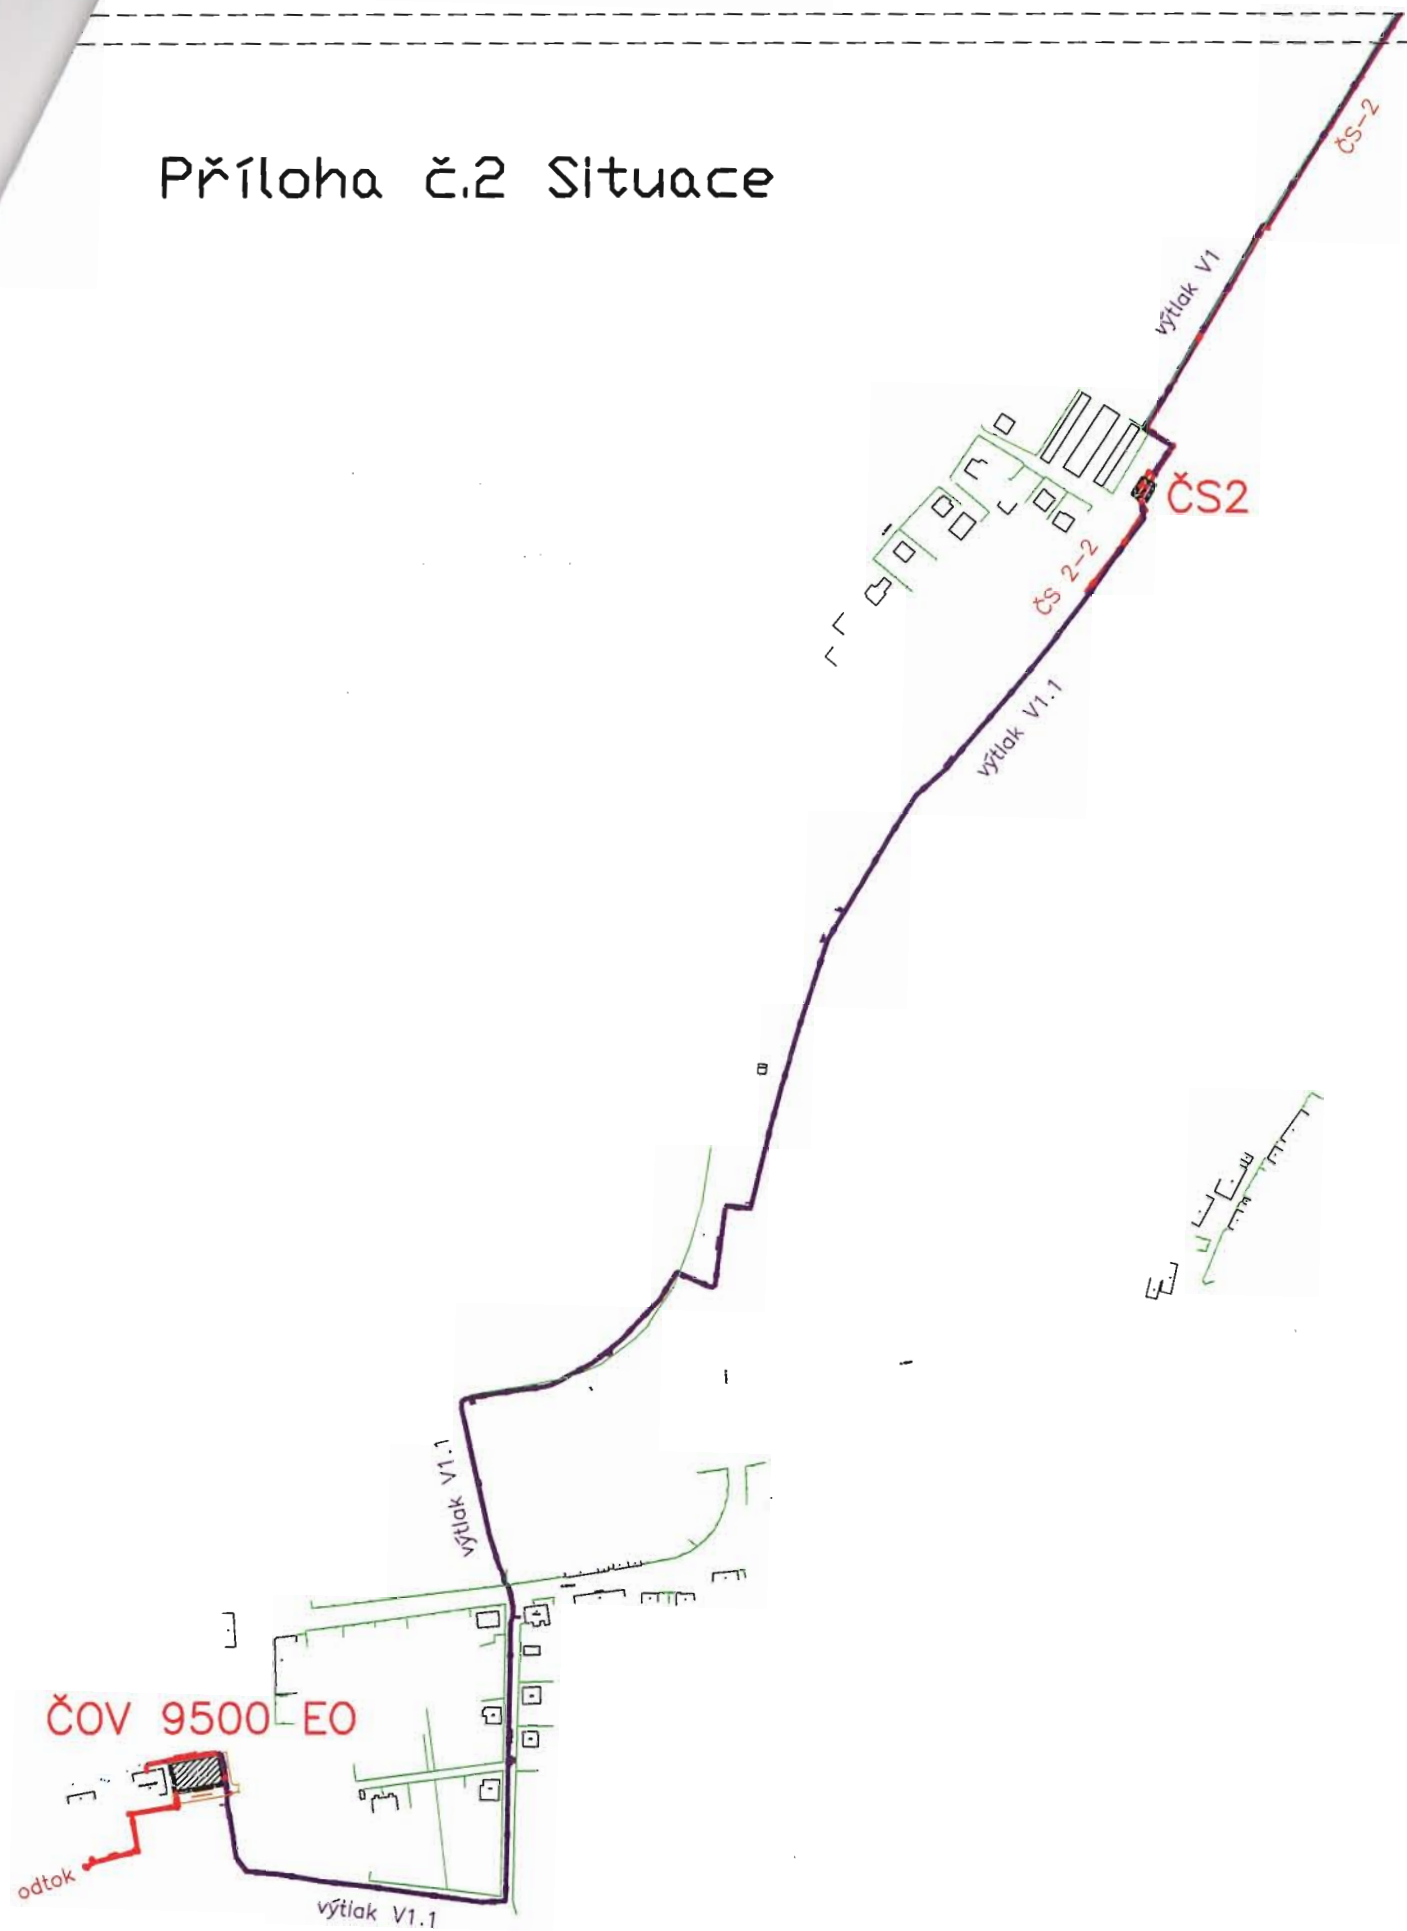 Příloha č.2 Situace
ČS-2
výtlak V1
ČS2
ČS 2-2
výtlak V1.1
výtlak V1.1
ČOV 9500 EO
odtok
výtlak V1.1